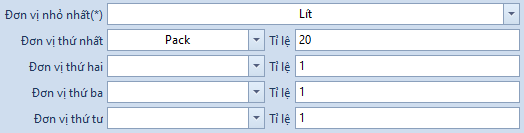 Đơn vị nhỏ nhất(*) Lít
Đơn vị thứ nhất Pack Tỉ lệ 20
Đơn vị thứ hai Tỉ lệ 1
Đơn vị thứ ba Tỉ lệ 1
Đơn vị thứ tư Tỉ lệ 1